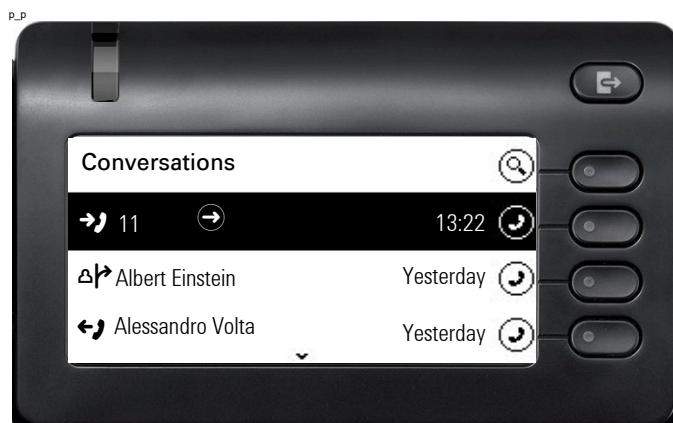 p_p
Conversations
11 13:22
Albert Einstein Yesterday
Alessandro Volta Yesterday